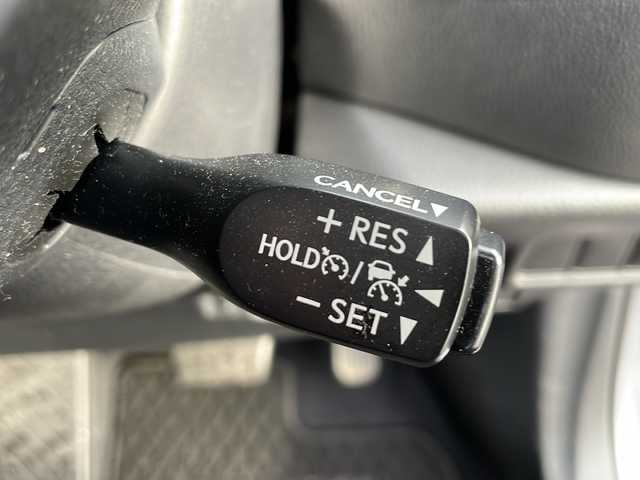 CANCEL▼
+ RES ▲
HOLD / ◀
− SET ▼